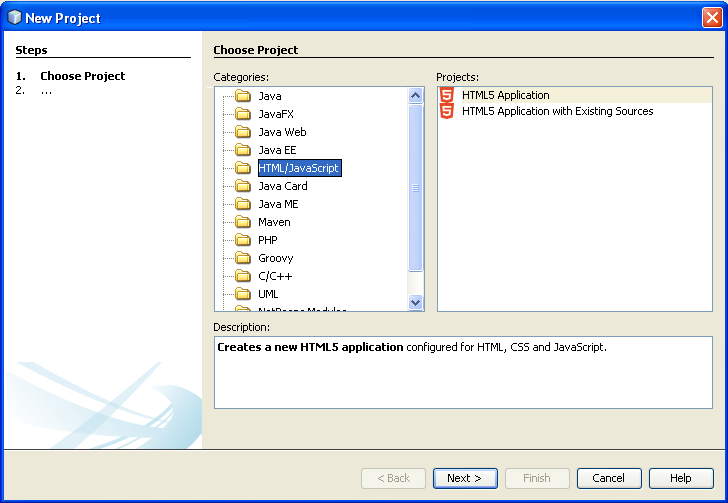 New Project
Steps
1. Choose Project
2. ...
Choose Project
Categories:
Java
JavaFX
Java Web
Java EE
HTML/JavaScript
Java Card
Java ME
Maven
PHP
Groovy
C/C++
UML
NetBeans Modules
Projects:
HTML5 Application
HTML5 Application with Existing Sources
Description:
Creates a new HTML5 application configured for HTML, CSS and JavaScript.
< Back
Next >
Finish
Cancel
Help